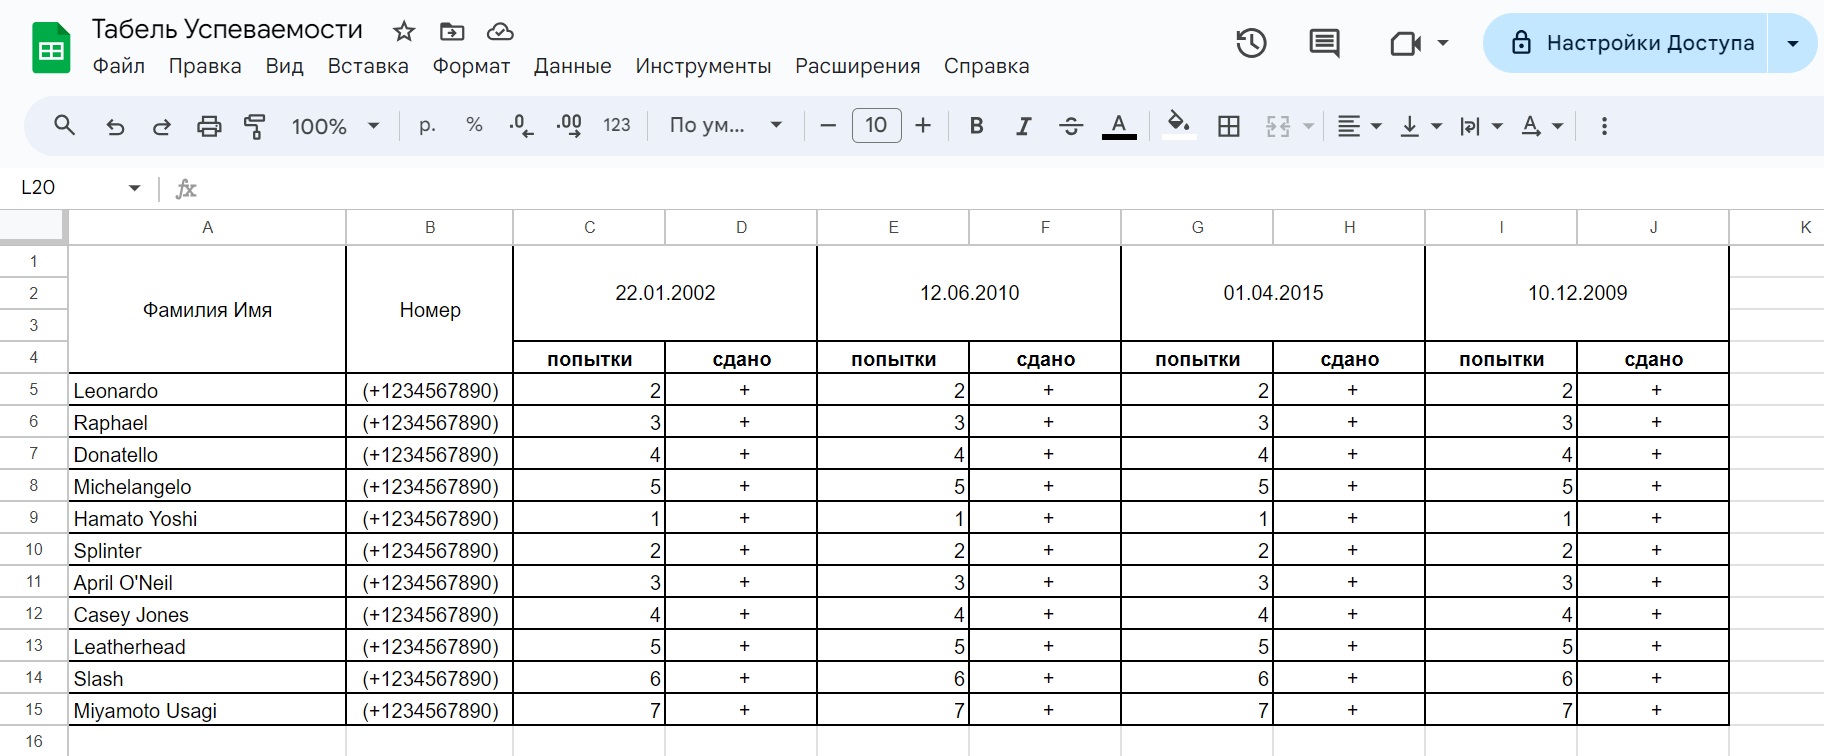 Табель Успеваемости
Файл Правка Вид Вставка Формат Данные Инструменты Расширения Справка
Настройки Доступа
100% р. % .0 .00 123 По ум... − 10 + B I S A A
L20 fx
A B C D E F G H I J K
1
2 22.01.2002 12.06.2010 01.04.2015 10.12.2009
Фамилия Имя Номер
3
4 попытки сдано попытки сдано попытки сдано попытки сдано
5 Leonardo (+1234567890) 2 + 2 + 2 + 2 +
6 Raphael (+1234567890) 3 + 3 + 3 + 3 +
7 Donatello (+1234567890) 4 + 4 + 4 + 4 +
8 Michelangelo (+1234567890) 5 + 5 + 5 + 5 +
9 Hamato Yoshi (+1234567890) 1 + 1 + 1 + 1 +
10 Splinter (+1234567890) 2 + 2 + 2 + 2 +
11 April O'Neil (+1234567890) 3 + 3 + 3 + 3 +
12 Casey Jones (+1234567890) 4 + 4 + 4 + 4 +
13 Leatherhead (+1234567890) 5 + 5 + 5 + 5 +
14 Slash (+1234567890) 6 + 6 + 6 + 6 +
15 Miyamoto Usagi (+1234567890) 7 + 7 + 7 + 7 +
16